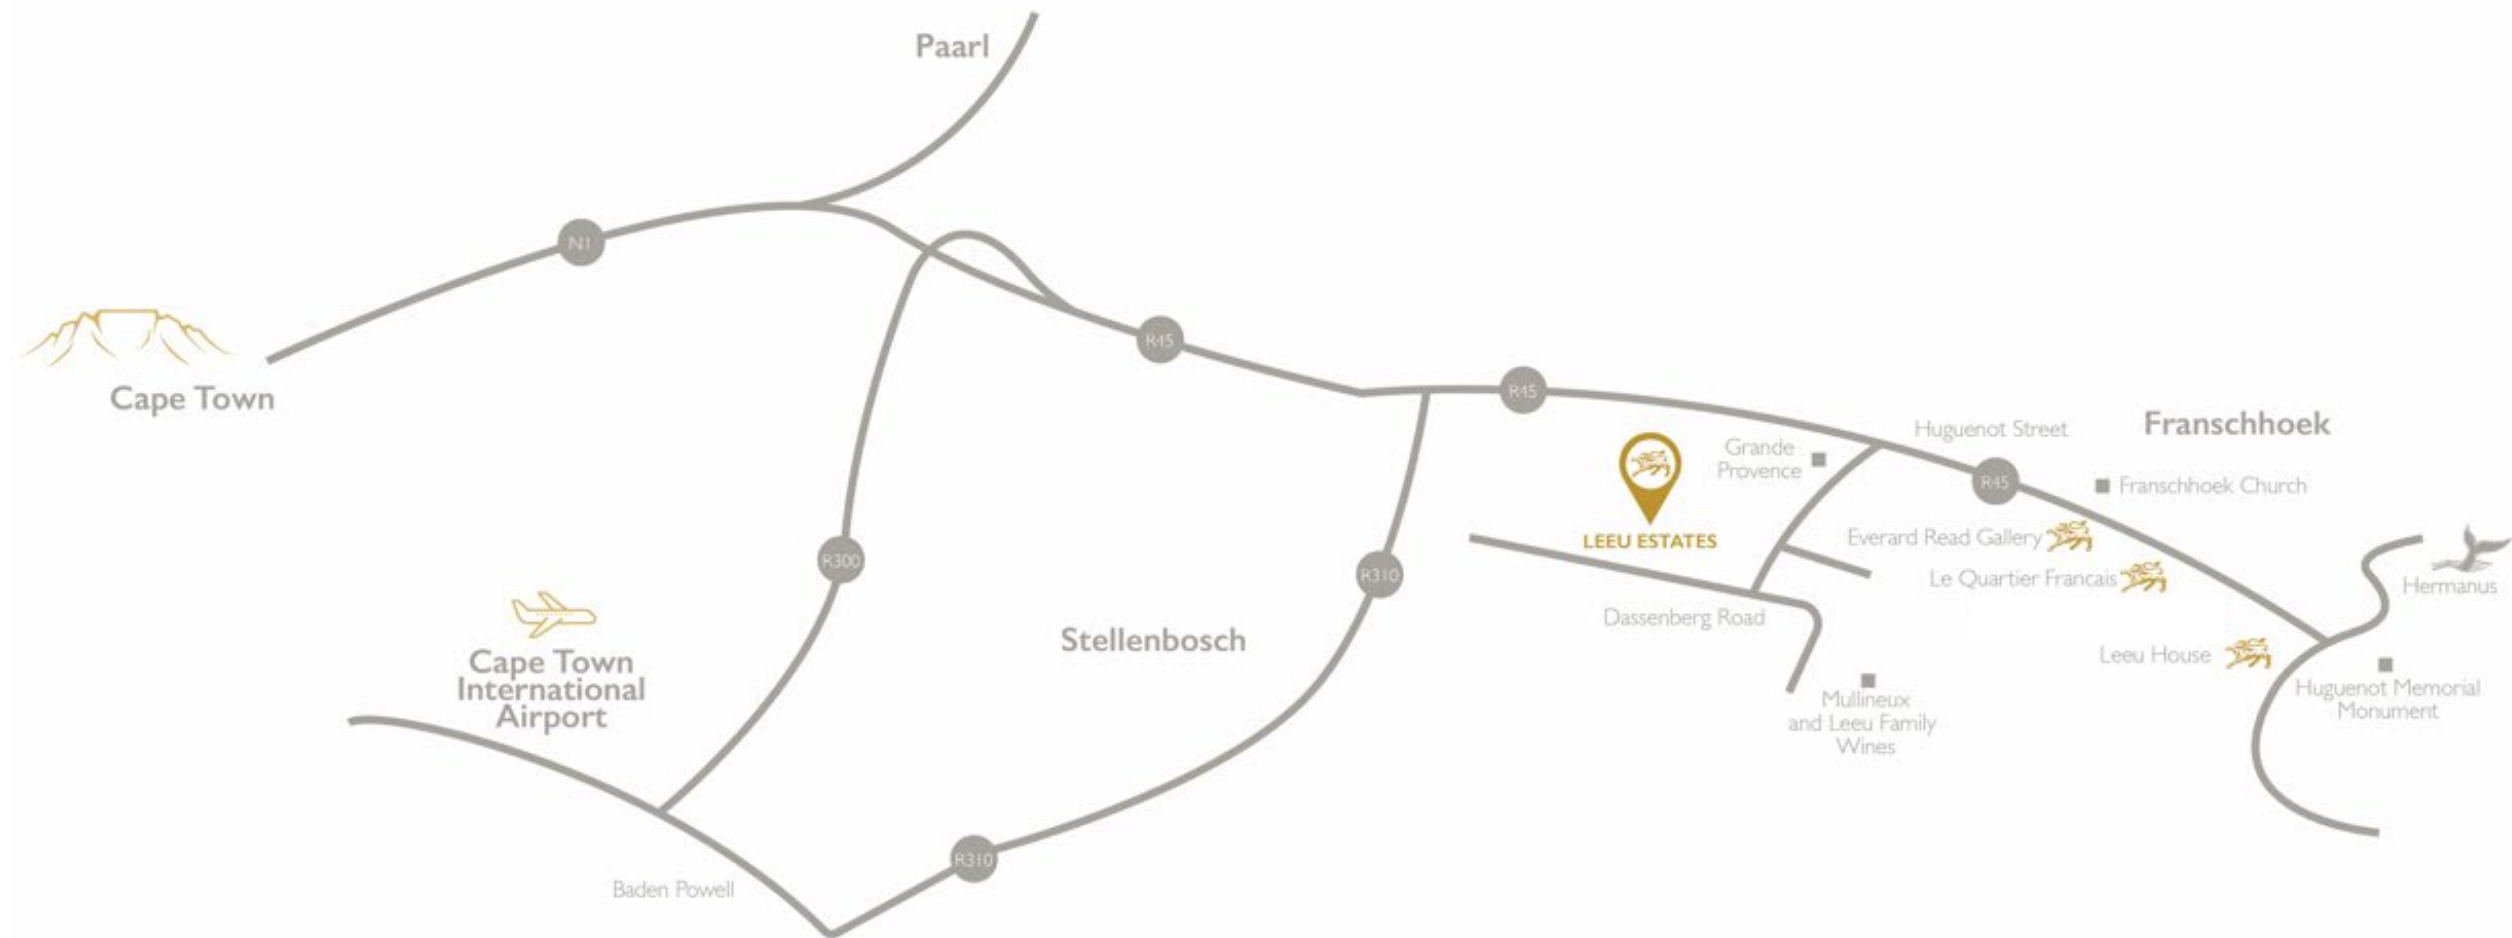 Paarl
N1
R45
Cape Town
R45
Huguenot Street
Franschhoek
Grande
Provence
R45
Franschhoek Church
LEEU ESTATES
Everard Read Gallery
R300
R310
Le Quartier Francais
Hermanus
Dassenberg Road
Stellenbosch
Cape Town
International
Airport
Leeu House
Huguenot Memorial
Monument
Mullineux
and Leeu Family
Wines
R310
Baden Powell